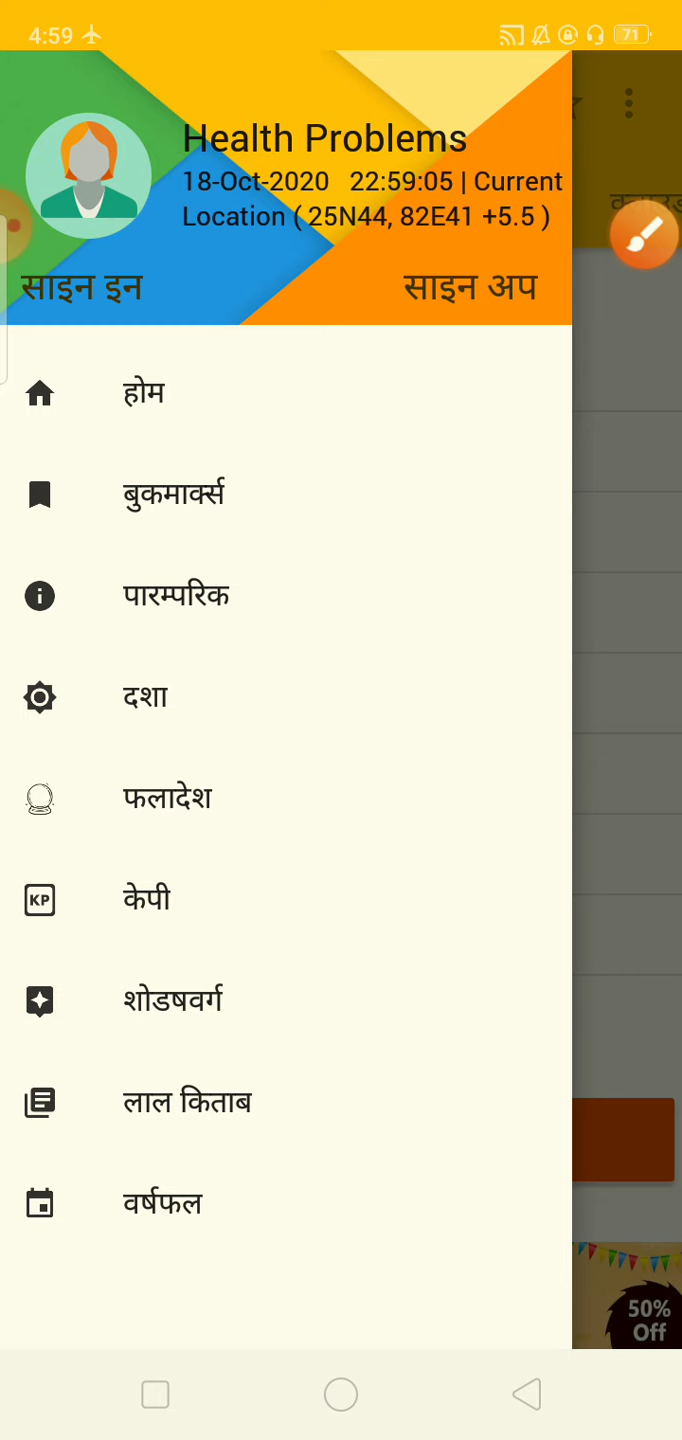 4:59
71
Health Problems
18-Oct-2020 22:59:05 | Current
Location ( 25N44, 82E41 +5.5 )
साइन इन
साइन अप
होम
बुकमार्क्स
पारम्परिक
दशा
फलादेश
KP
केपी
शोडषवर्ग
लाल किताब
वर्षफल
50%
Off